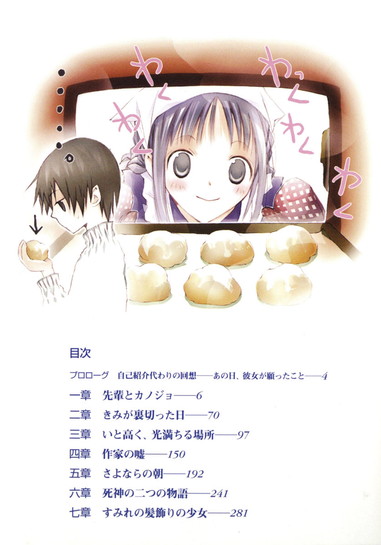 わくわく
わっくわく
わく
目次
プロローグ 自己紹介代わりの回想――あの日、彼女が願ったこと――4
一章 先輩とカノジョ――6
二章 きみが裏切った日――70
三章 いと高く、光満ちる場所――97
四章 作家の嘘――150
五章 さよならの朝――192
六章 死神の二つの物語――241
七章 すみれの髪飾りの少女――281